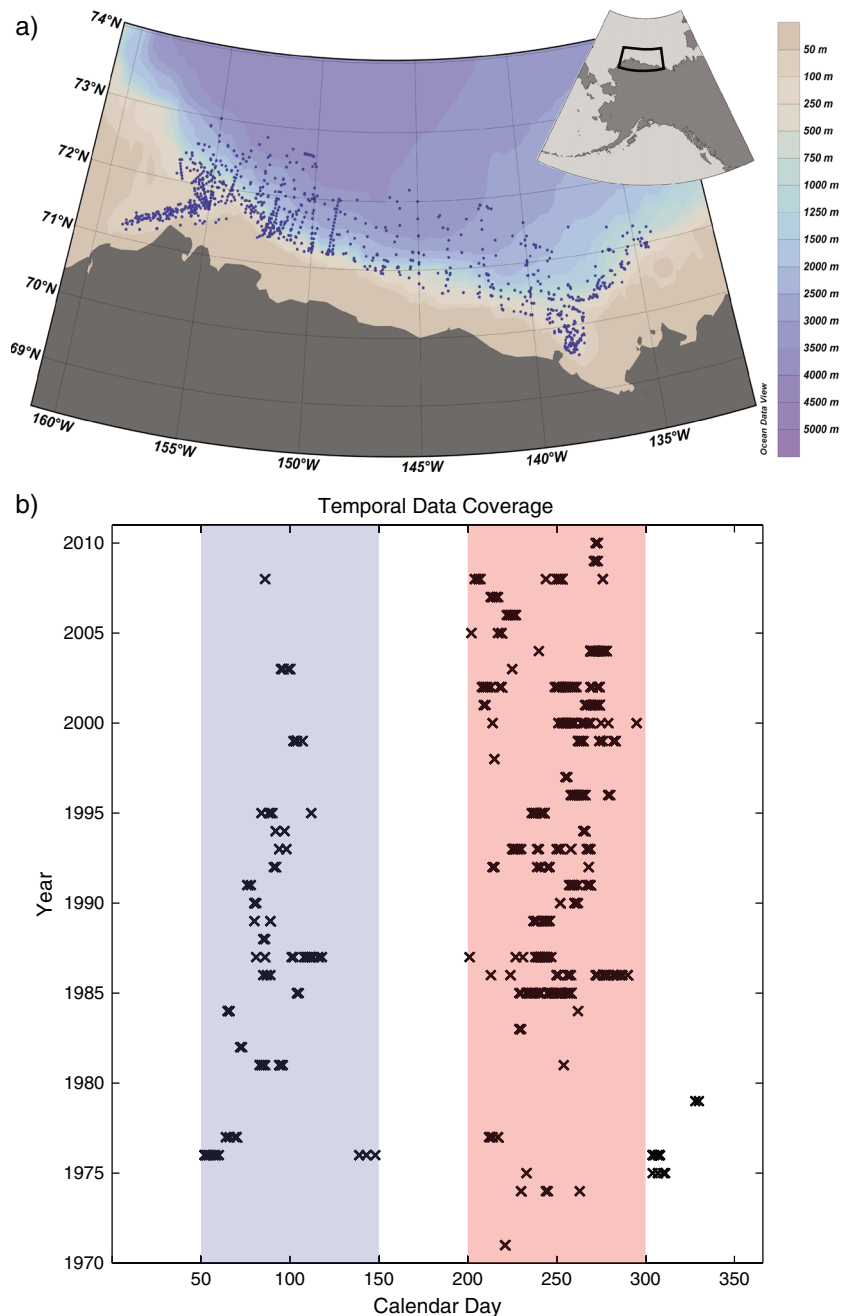 a)
74°N
73°N
72°N
71°N
70°N
69°N
160°W
155°W
150°W
145°W
140°W
135°W
50 m
100 m
250 m
500 m
750 m
1000 m
1250 m
1500 m
2000 m
2500 m
3000 m
3500 m
4000 m
4500 m
5000 m
Ocean Data View
b)
Temporal Data Coverage
2010
2005
2000
1995
1990
1985
1980
1975
1970
Year
50 100 150 200 250 300 350
Calendar Day